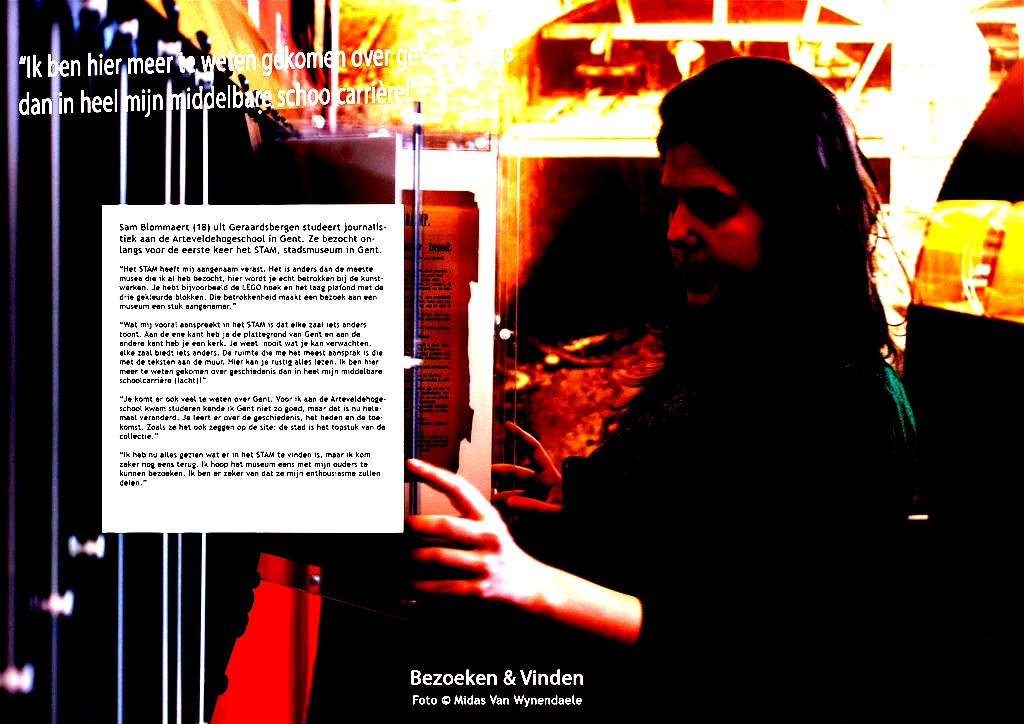 “Ik ben hier meer te weten gekomen over geschiedenis
dan in heel mijn middelbare schoolcarrière!”
Sam Blommaert (18) uit Geraardsbergen studeert journalis-
tiek aan de Arteveldehogeschool in Gent. Ze bezocht on-
langs voor de eerste keer het STAM, stadsmuseum in Gent.
“Het STAM heeft mij aangenaam verast. Het is anders dan de meeste
musea die ik al heb bezocht, hier wordt je echt betrokken bij de kunst-
werken. Je hebt bijvoorbeeld de LEGO hoek en het laag plafond met de
drie gekleurde blokken. Die betrokkenheid maakt een bezoek aan een
museum een stuk aangenamer.”
“Wat mij vooral aanspreekt in het STAM is dat elke zaal iets anders
toont. Aan de ene kant heb je de plattegrond van Gent en aan de
andere kant heb je een kerk. Je weet nooit wat je kan verwachten,
elke zaal biedt iets anders. De ruimte die me het meest aansprak is die
met de teksten aan de muur. Hier kan je rustig alles lezen. Ik ben hier
meer te weten gekomen over geschiedenis dan in heel mijn middelbare
schoolcarrière (lacht)!”
“Je komt er ook veel te weten over Gent. Voor ik aan de Arteveldehoge-
school kwam studeren kende ik Gent niet zo goed, maar dat is nu hele-
maal veranderd. Je leert er over de geschiedenis, het heden en de toe-
komst. Zoals ze het ook zeggen op de site: de stad is het topstuk van de
collectie.”
“Ik heb nu alles gezien wat er in het STAM te vinden is, maar ik kom
zeker nog eens terug. Ik hoop het museum eens met mijn ouders te
kunnen bezoeken. Ik ben er zeker van dat ze mijn enthousiasme zullen
delen.”
brood.
Bezoeken & Vinden
Foto © Midas Van Wynendaele